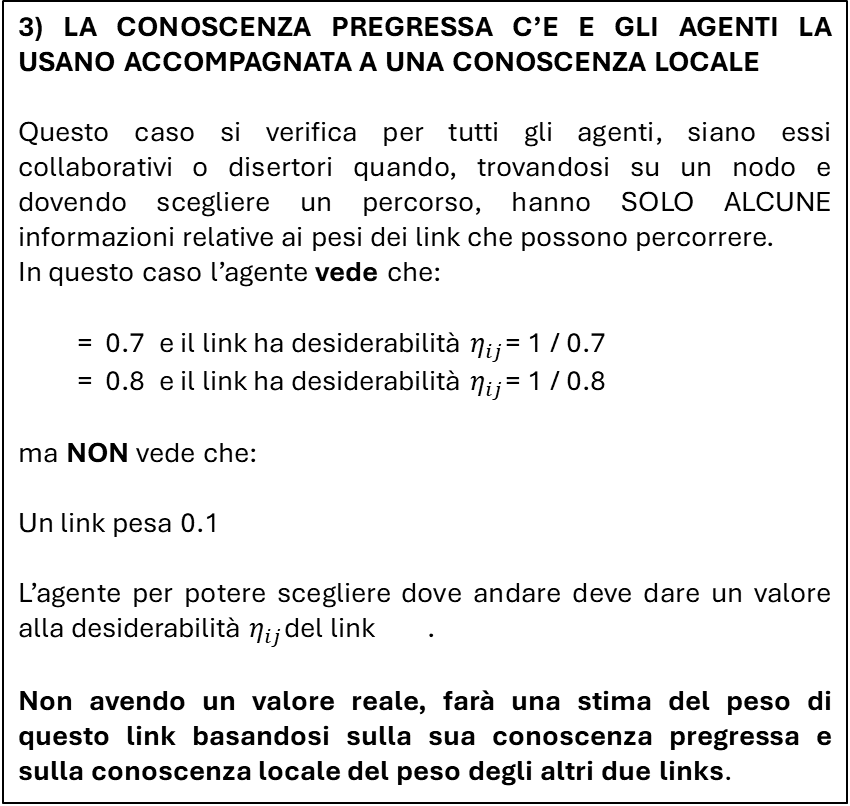 3) LA CONOSCENZA PREGRESSA C’E E GLI AGENTI LA
USANO ACCOMPAGNATA A UNA CONOSCENZA LOCALE
Questo caso si verifica per tutti gli agenti, siano essi
collaborativi o disertori quando, trovandosi su un nodo e
dovendo scegliere un percorso, hanno SOLO ALCUNE
informazioni relative ai pesi dei link che possono percorrere.
In questo caso l’agente vede che:
= 0.7 e il link ha desiderabilità η_ij = 1 / 0.7
= 0.8 e il link ha desiderabilità η_ij = 1 / 0.8
ma NON vede che:
Un link pesa 0.1
L’agente per potere scegliere dove andare deve dare un valore
alla desiderabilità η_ij del link .
Non avendo un valore reale, farà una stima del peso di
questo link basandosi sulla sua conoscenza pregressa e
sulla conoscenza locale del peso degli altri due links.